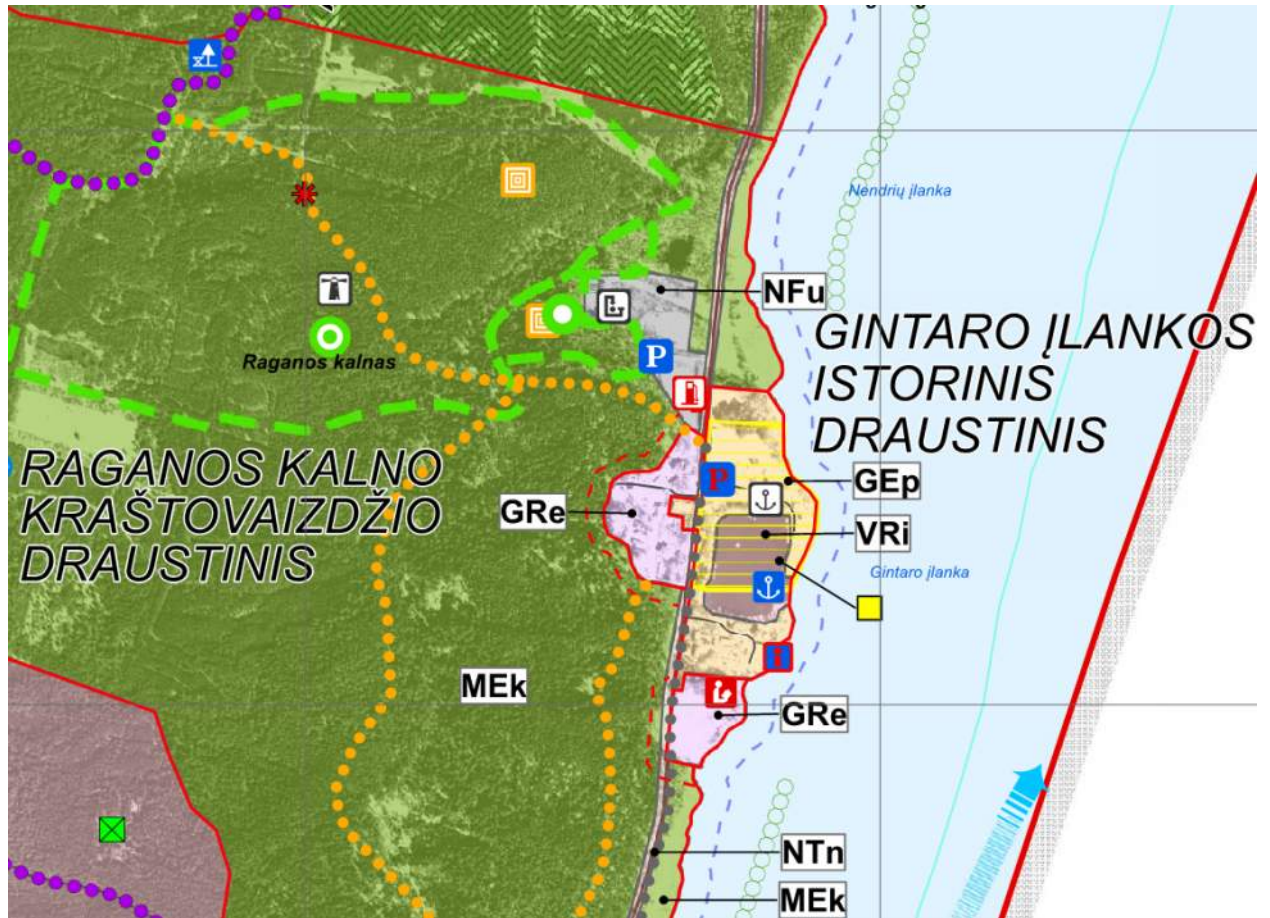 Nendrių įlanka
NFu
GINTARO ĮLANKOS
ISTORINIS
DRAUSTINIS
P
Raganos kalnas
RAGANOS KALNO
KRAŠTOVAIZDŽIO
DRAUSTINIS
GRe
P
GEp
VRi
Gintaro įlanka
i
MEk
GRe
NTn
MEk